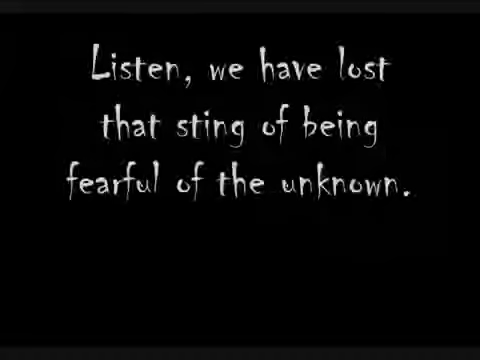 Listen, we have lost
that sting of being
fearful of the unknown.